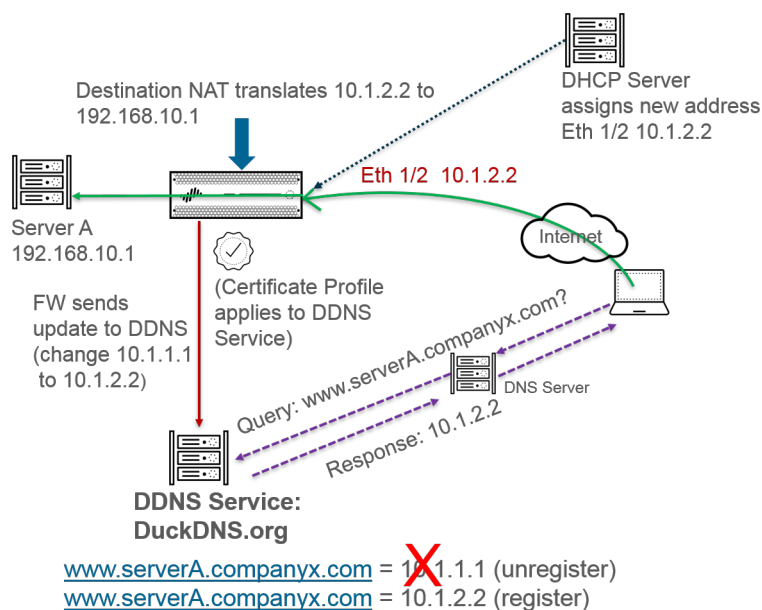 DHCP Server
assigns new address
Eth 1/2 10.1.2.2
Destination NAT translates 10.1.2.2 to
192.168.10.1
Eth 1/2  10.1.2.2
Internet
Server A
192.168.10.1
(Certificate Profile
applies to DDNS
Service)
FW sends
update to DDNS
(change 10.1.1.1
to 10.1.2.2)
Query: www.serverA.companyx.com?
DNS Server
Response: 10.1.2.2
DDNS Service:
DuckDNS.org
www.serverA.companyx.com = 10.1.1.1 (unregister)
www.serverA.companyx.com = 10.1.2.2 (register)